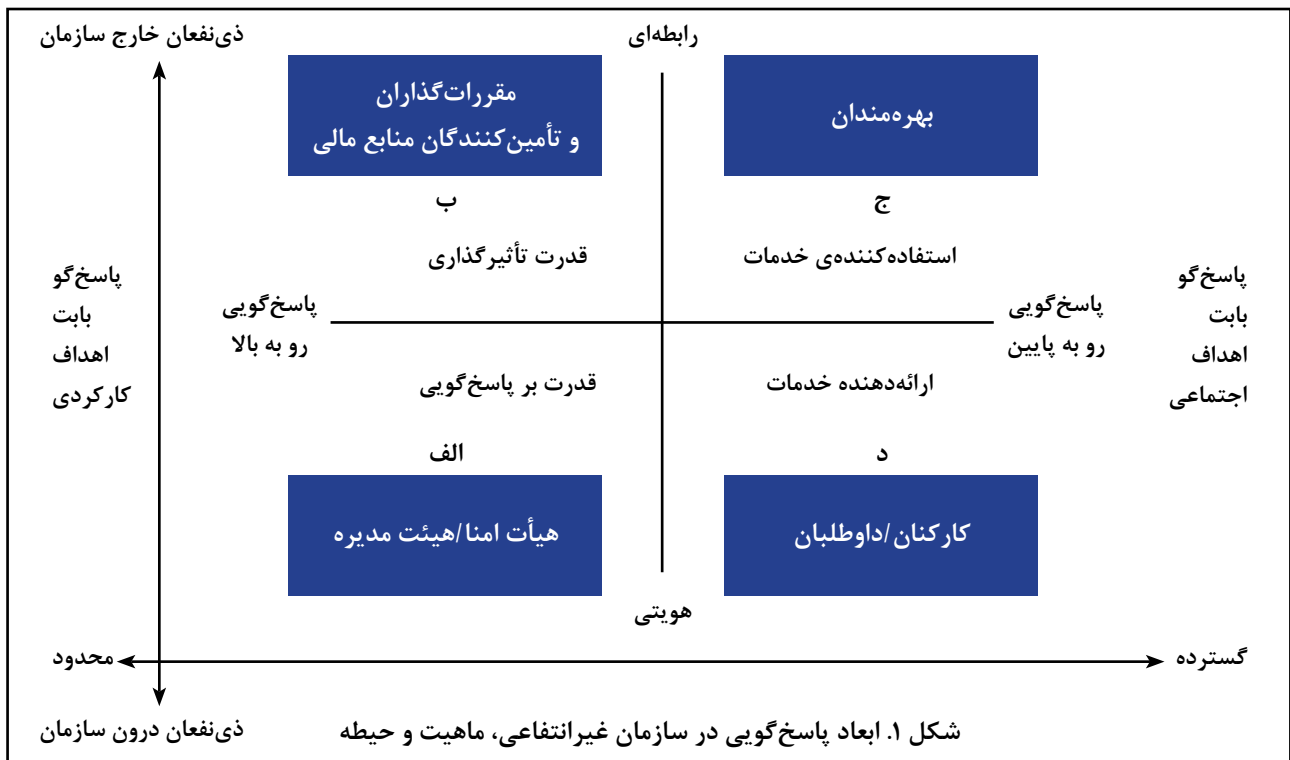 ذی‌نفعان خارج سازمان
رابطه‌ای
بهره‌مندان
مقررات‌گذاران
و تأمین‌کنندگان منابع مالی
ج
ب
استفاده‌کننده‌ی خدمات
قدرت تأثیرگذاری
پاسخ‌گو
بابت
اهداف
اجتماعی
پاسخ‌گویی
رو به پایین
پاسخ‌گویی
رو به بالا
پاسخ‌گو
بابت
اهداف
کارکردی
ارائه‌دهنده خدمات
قدرت بر پاسخ‌گویی
د
الف
کارکنان/داوطلبان
هیأت امنا/هیئت مدیره
هویتی
گسترده
محدود
ذی‌نفعان درون سازمان
شکل ۱. ابعاد پاسخ‌گویی در سازمان غیرانتفاعی، ماهیت و حیطه